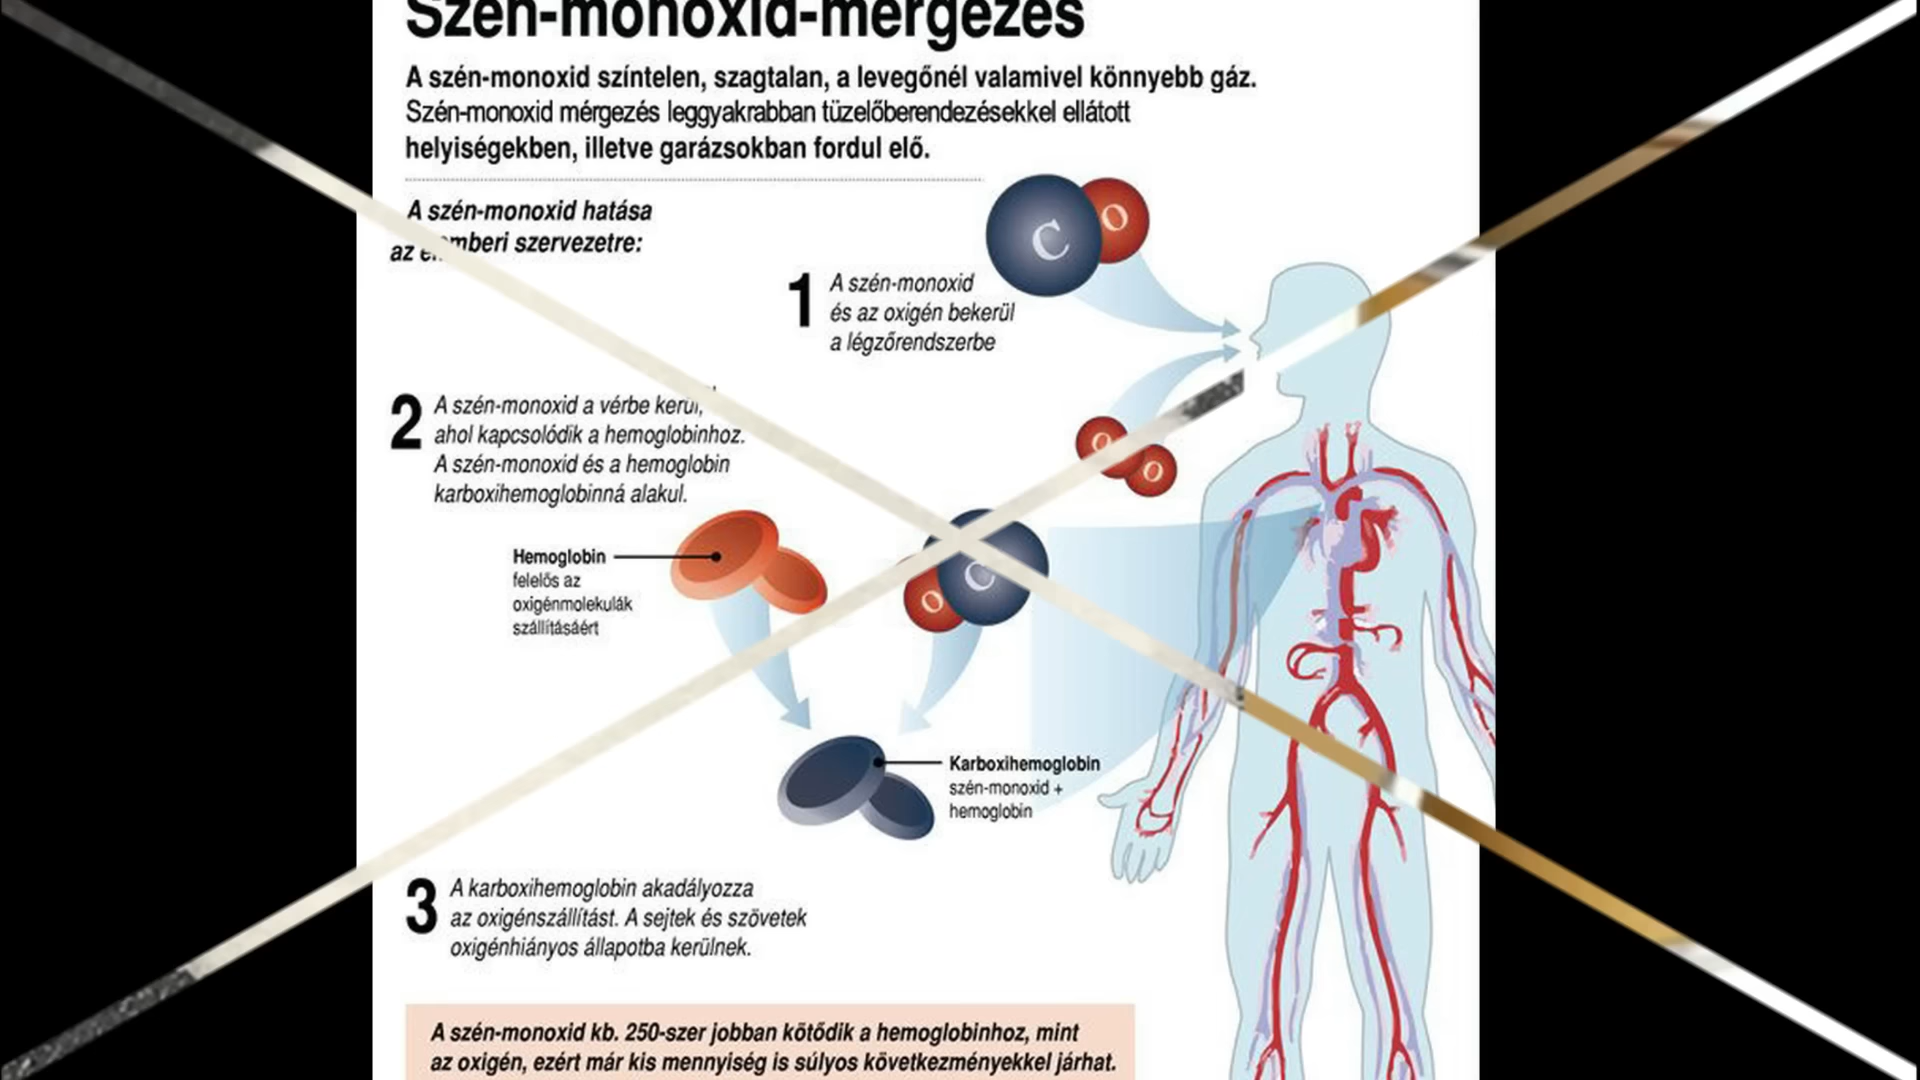 Szén-monoxid-mérgezés
A szén-monoxid színtelen, szagtalan, a levegőnél valamivel könnyebb gáz.
Szén-monoxid mérgezés leggyakrabban tüzelőberendezésekkel ellátott
helyiségekben, illetve garázsokban fordul elő.
A szén-monoxid hatása
az emberi szervezetre:
C O
1
A szén-monoxid
és az oxigén bekerül
a légzőrendszerbe
2
A szén-monoxid a vérbe kerül,
ahol kapcsolódik a hemoglobinhoz.
A szén-monoxid és a hemoglobin
karboxihemoglobinná alakul.
O O
Hemoglobin
felelős az
oxigénmolekulák
szállításáért
O C
Karboxihemoglobin
szén-monoxid +
hemoglobin
3
A karboxihemoglobin akadályozza
az oxigénszállítást. A sejtek és szövetek
oxigénhiányos állapotba kerülnek.
A szén-monoxid kb. 250-szer jobban kötődik a hemoglobinhoz, mint
az oxigén, ezért már kis mennyiség is súlyos következményekkel járhat.